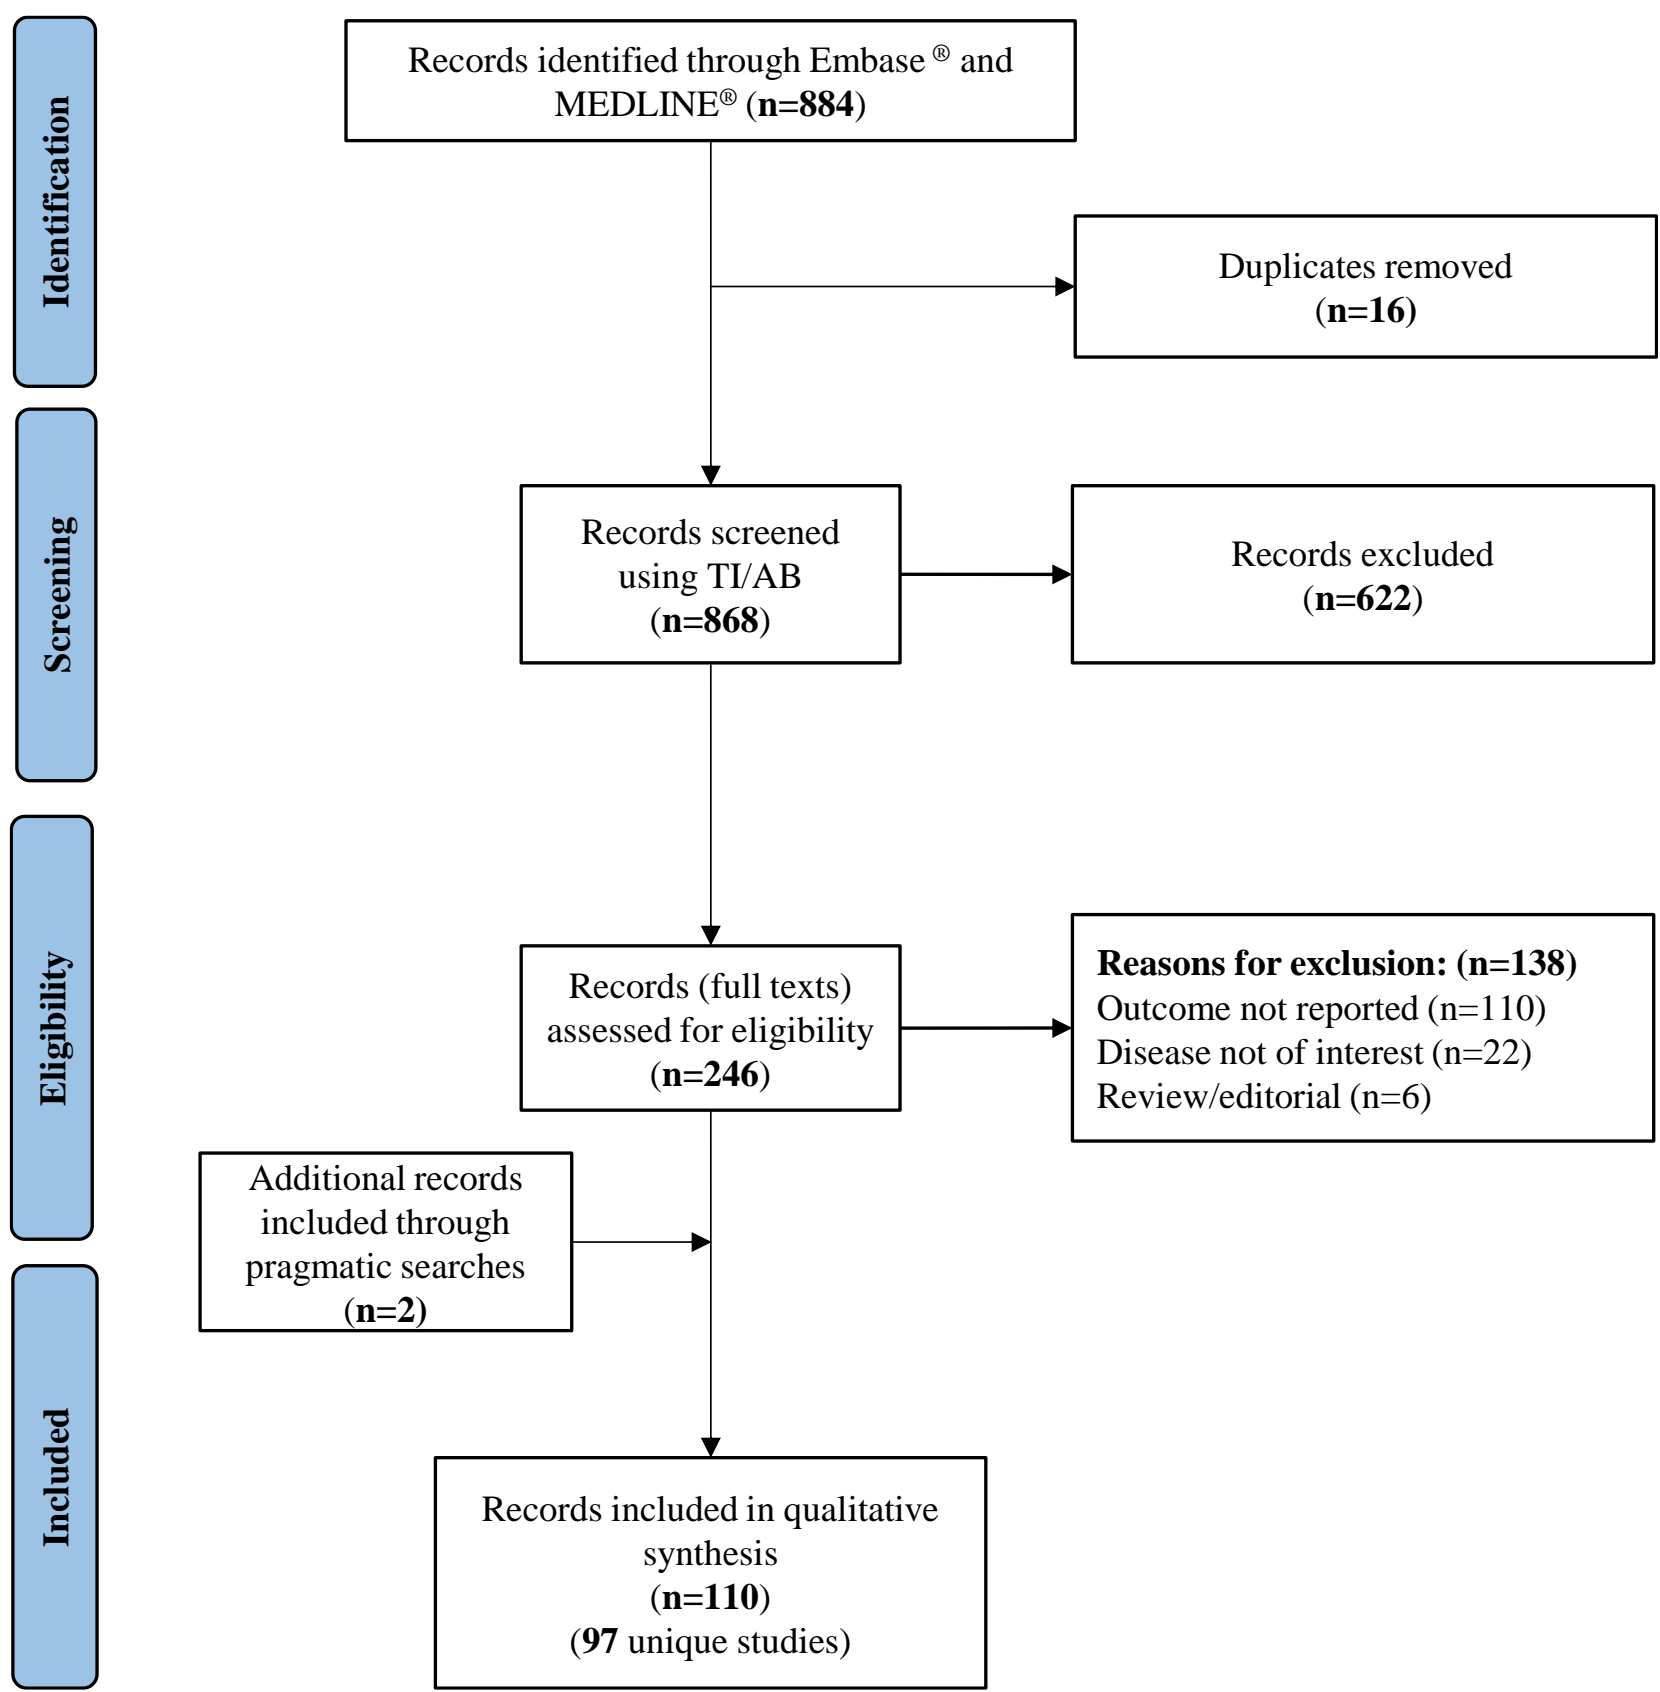 Identification
Records identified through Embase ® and
MEDLINE® (n=884)
Duplicates removed
(n=16)
Screening
Records screened
using TI/AB
(n=868)
Records excluded
(n=622)
Eligibility
Records (full texts)
assessed for eligibility
(n=246)
Reasons for exclusion: (n=138)
Outcome not reported (n=110)
Disease not of interest (n=22)
Review/editorial (n=6)
Additional records
included through
pragmatic searches
(n=2)
Included
Records included in qualitative
synthesis
(n=110)
(97 unique studies)